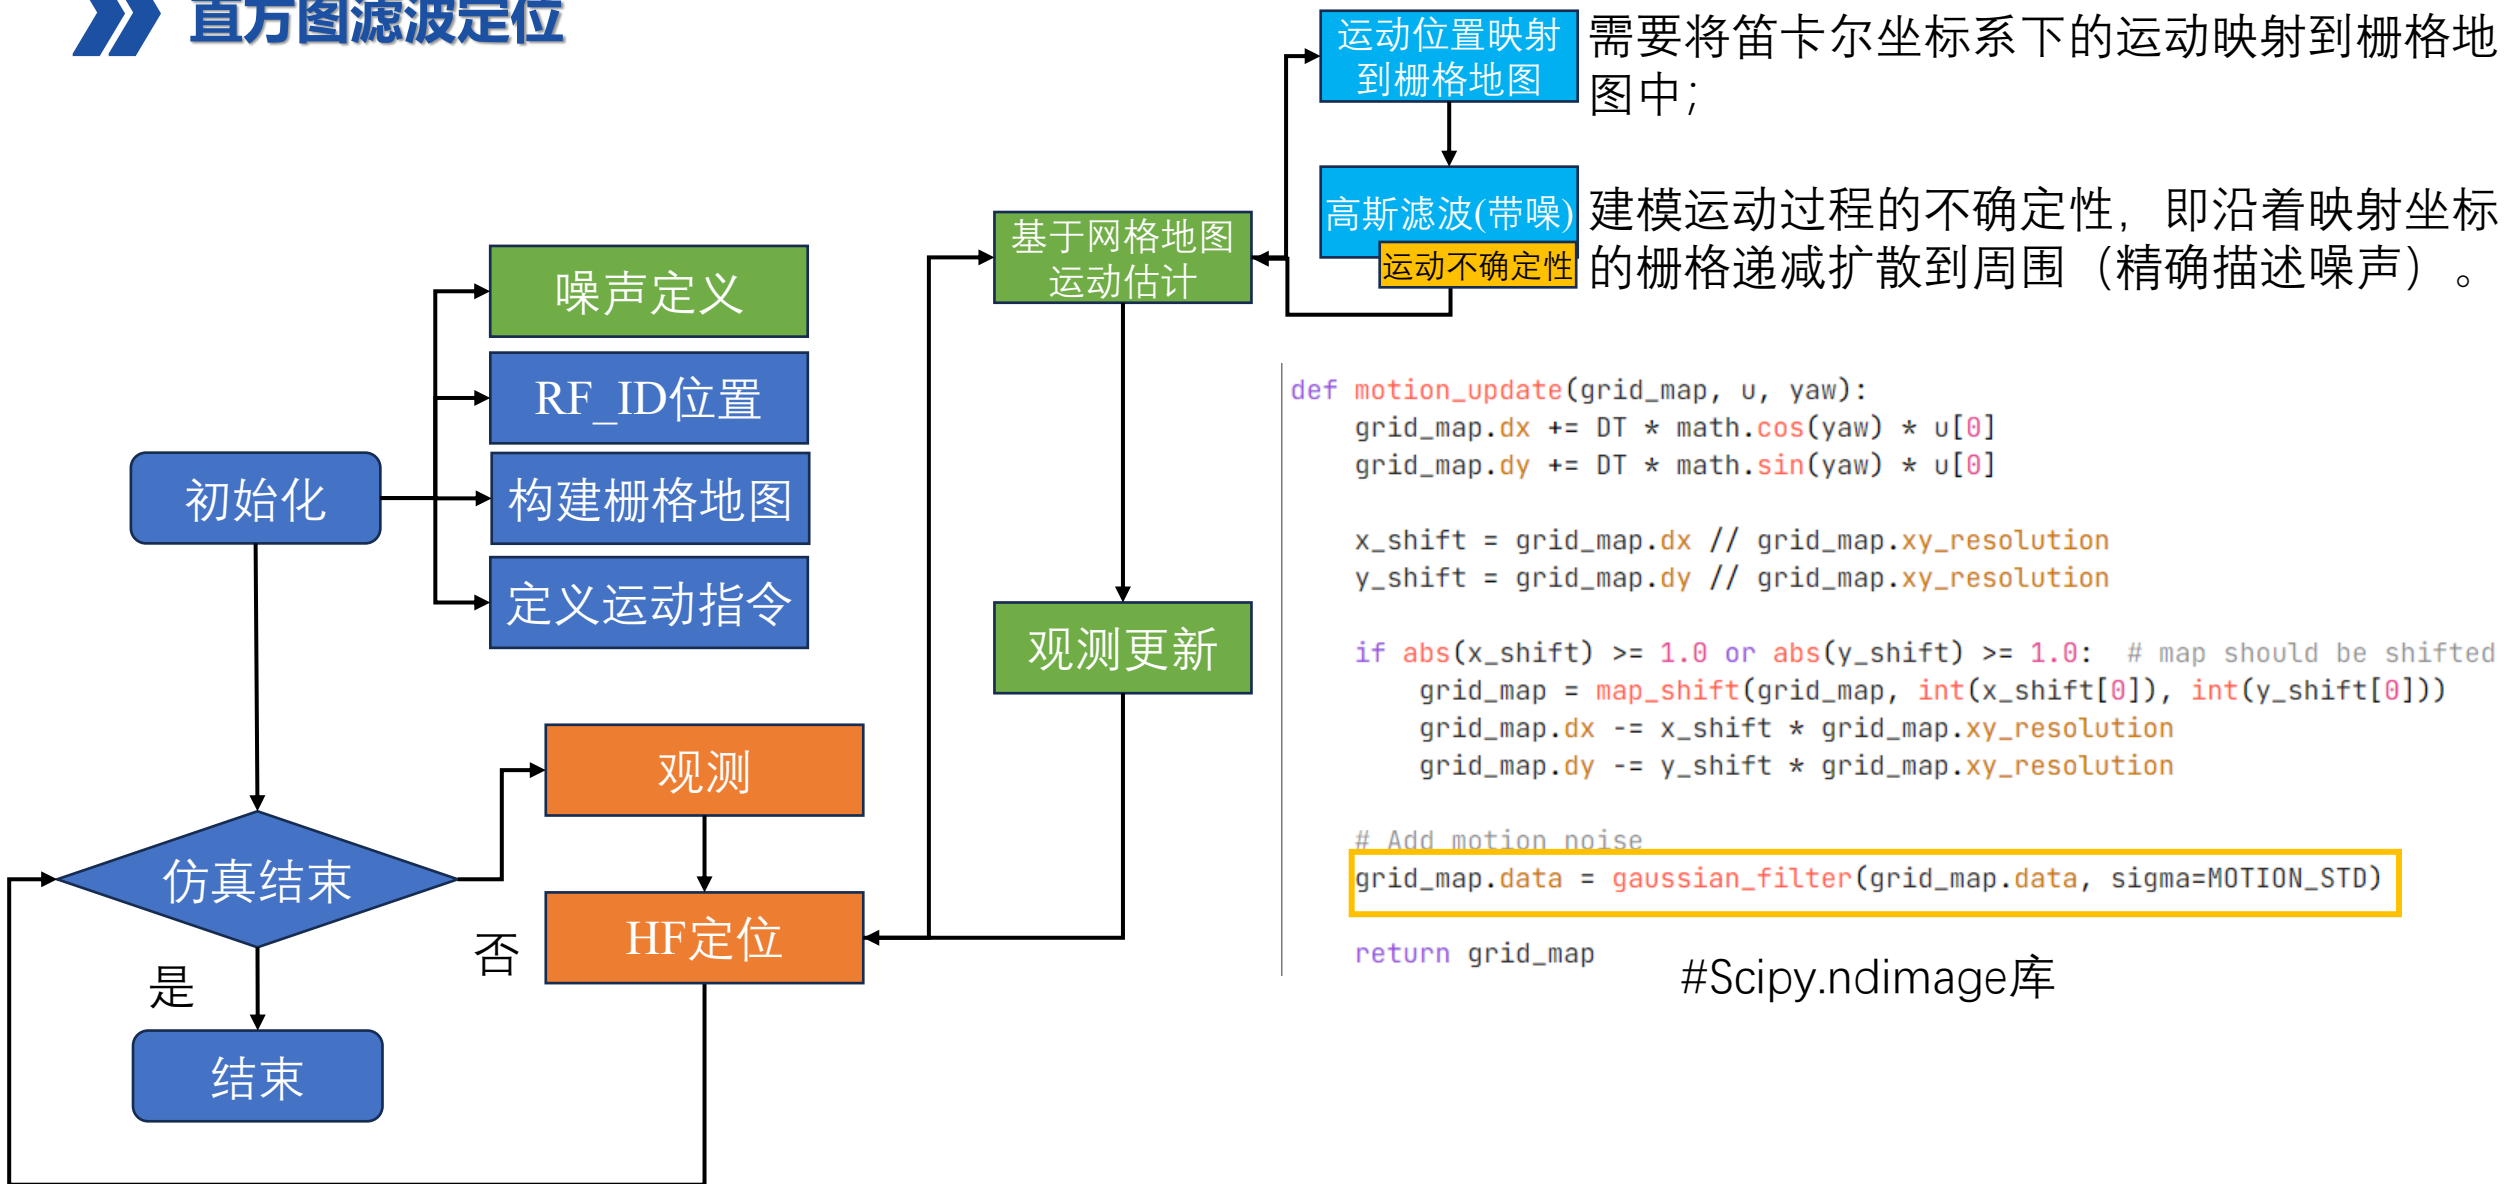 直方图滤波定位
运动位置映射
到栅格地图
需要将笛卡尔坐标系下的运动映射到栅格地
图中;
高斯滤波(带噪)
运动不确定性
建模运动过程的不确定性, 即沿着映射坐标
的栅格递减扩散到周围（精确描述噪声）。
基于网格地图
运动估计
噪声定义
RF_ID位置
初始化
构建栅格地图
定义运动指令
观测更新
观测
仿真结束
HF定位
否
是
结束
def motion_update(grid_map, u, yaw):
    grid_map.dx += DT * math.cos(yaw) * u[0]
    grid_map.dy += DT * math.sin(yaw) * u[0]
    x_shift = grid_map.dx // grid_map.xy_resolution
    y_shift = grid_map.dy // grid_map.xy_resolution
    if abs(x_shift) >= 1.0 or abs(y_shift) >= 1.0:  # map should be shifted
        grid_map = map_shift(grid_map, int(x_shift[0]), int(y_shift[0]))
        grid_map.dx -= x_shift * grid_map.xy_resolution
        grid_map.dy -= y_shift * grid_map.xy_resolution
    # Add motion noise
    grid_map.data = gaussian_filter(grid_map.data, sigma=MOTION_STD)
    return grid_map
#Scipy.ndimage库